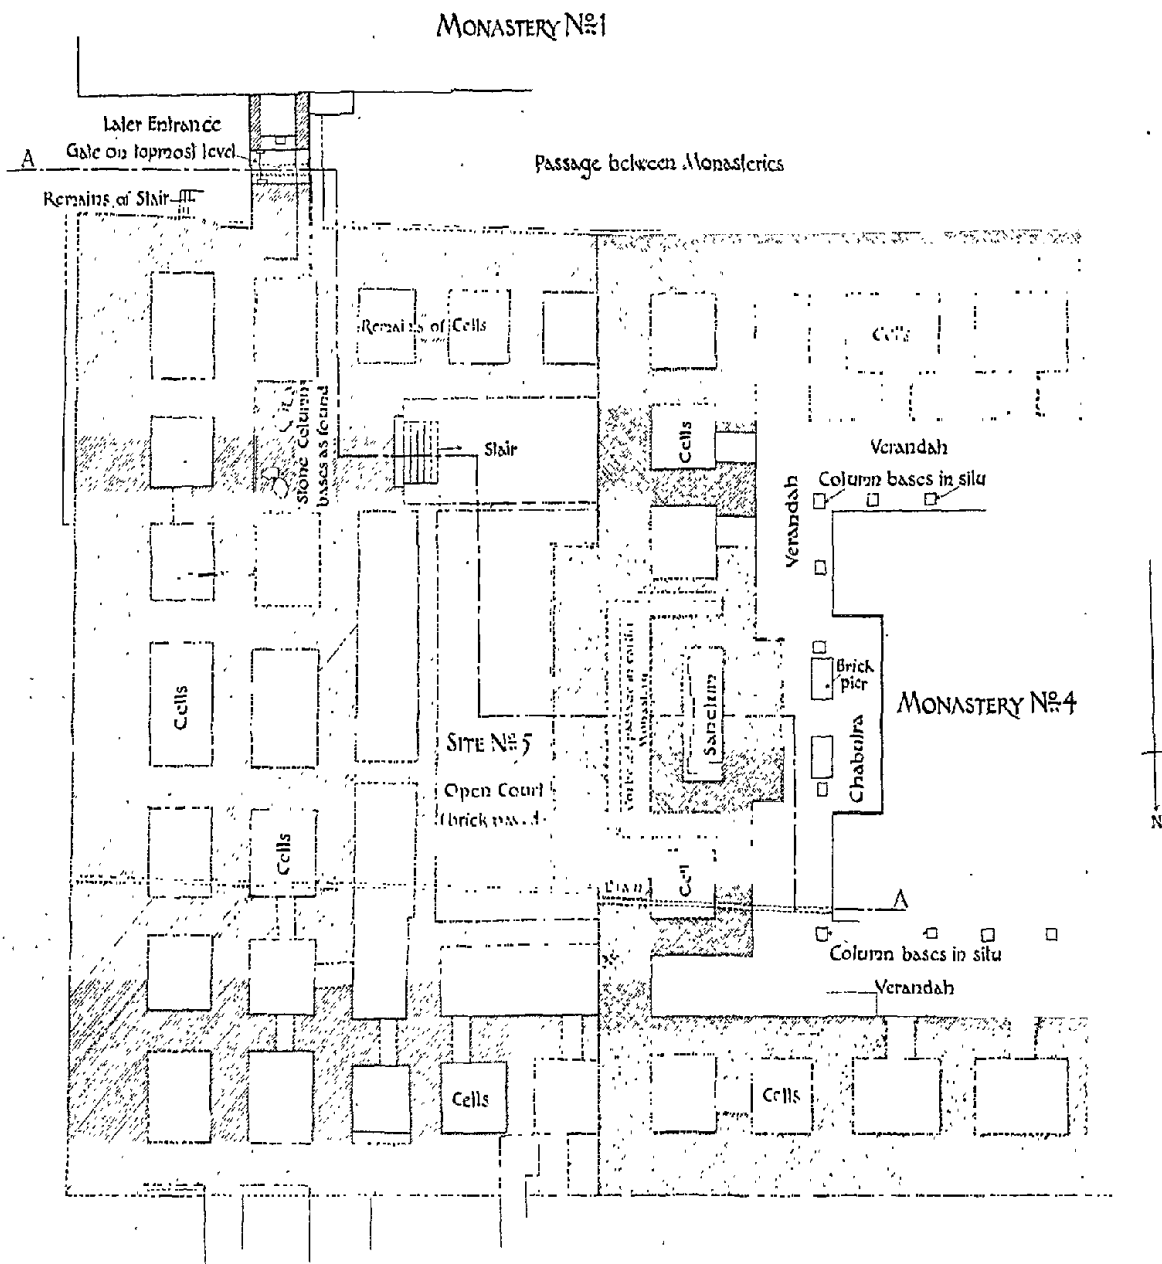 MONASTERY No 1
Later Entrance
Gate on topmost level
A
Passage between Monasteries
Remains of Stair
Remains of Cells
Cells
Stone Column
bases as found
Stair
Cells
Verandah
Column bases in situ
Verandah
Cells
SITE No 5
Open Court
Sanctum
Brick
pier
MONASTERY No 4
Chabutra
N
Cells
Cell
A
Column bases in situ
Verandah
Cells
Cells